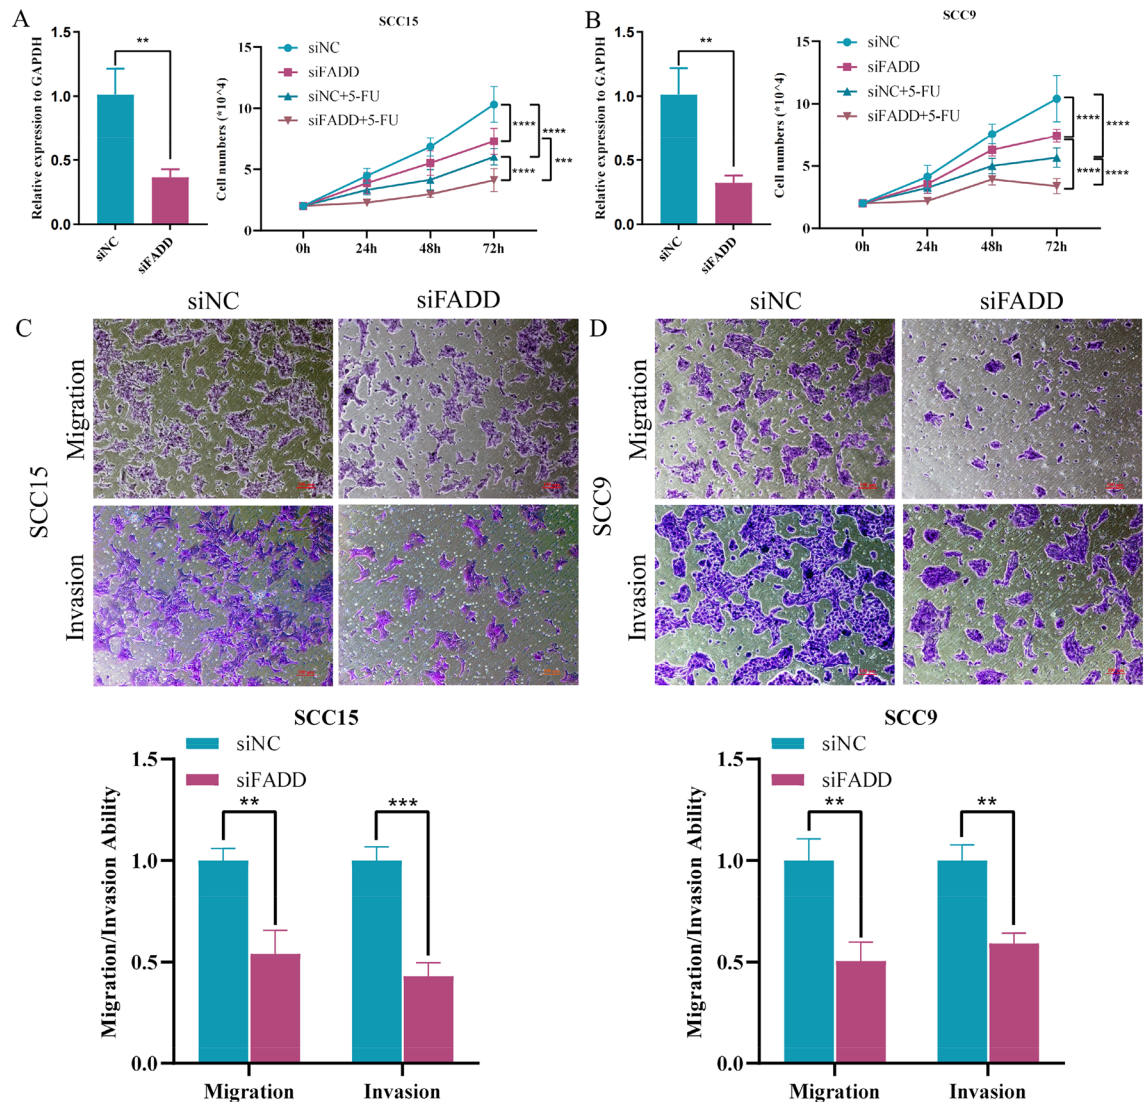 A
SCC15
B
SCC9
Relative expression to GAPDH
1.5
1.0
0.5
0.0
**
siNC
siFADD
Cell numbers (*10^4)
15
10
5
0
siNC
siFADD
siNC+5-FU
siFADD+5-FU
****
****
****
***
0h
24h
48h
72h
Relative expression to GAPDH
1.5
1.0
0.5
0.0
**
siNC
siFADD
Cell numbers (*10^4)
15
10
5
0
siNC
siFADD
siNC+5-FU
siFADD+5-FU
****
****
****
****
0h
24h
48h
72h
C
siNC
siFADD
SCC15
Migration
Invasion
D
siNC
siFADD
SCC9
Migration
Invasion
SCC15
siNC
siFADD
Migration/Invasion Ability
1.5
1.0
0.5
0.0
**
***
Migration
Invasion
SCC9
siNC
siFADD
Migration/Invasion Ability
1.5
1.0
0.5
0.0
**
**
Migration
Invasion